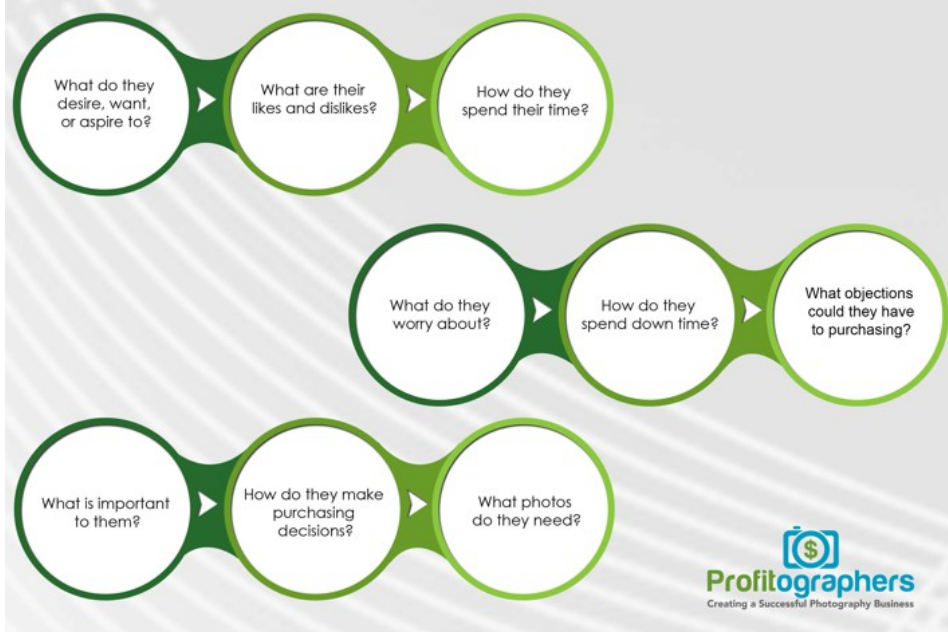 What do they
desire, want,
or aspire to?
What are their
likes and dislikes?
How do they
spend their time?
What do they
worry about?
How do they
spend down time?
What objections
could they have
to purchasing?
What is important
to them?
How do they make
purchasing
decisions?
What photos
do they need?
$
Profitographers
Creating a Successful Photography Business